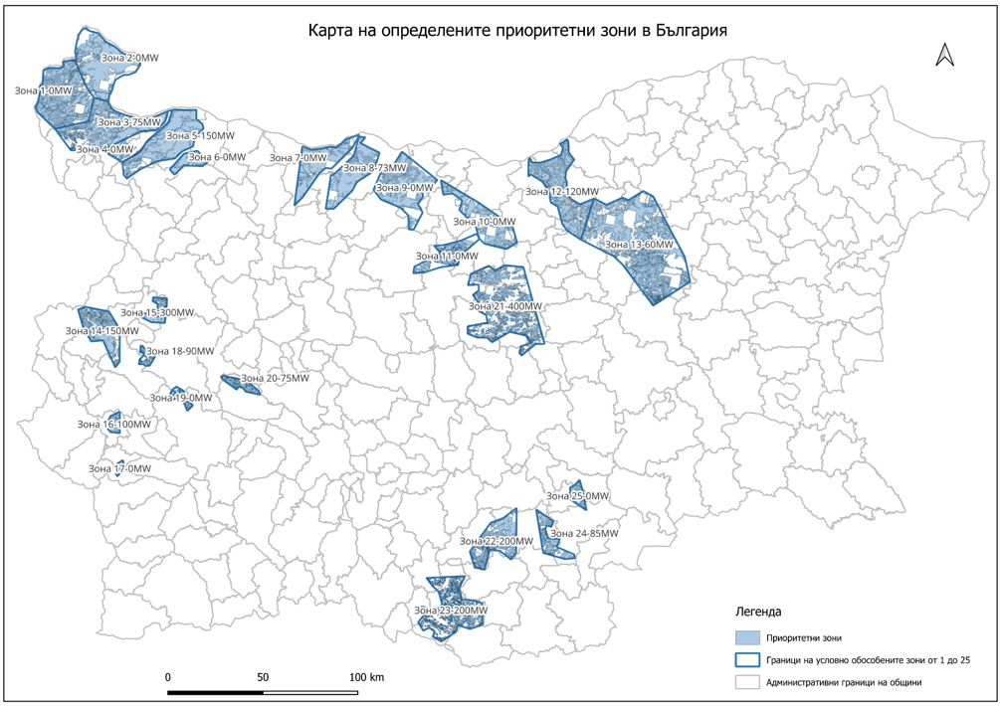 Карта на определените приоритетни зони в България
Зона 2-0MW
Зона 1-0MW
Зона 3-75MW
Зона 5-150MW
Зона 4-0MW
Зона 6-0MW
Зона 7-0MW
Зона 8-73MW
Зона 9-0MW
Зона 12-120MW
Зона 10-0MW
Зона 13-60MW
Зона 11-0MW
Зона 21-400MW
Зона 15-300MW
Зона 14-150MW
Зона 18-90MW
Зона 20-75MW
Зона 19-0MW
Зона 16-100MW
Зона 17-0MW
Зона 25-0MW
Зона 24-85MW
Зона 22-200MW
Зона 23-200MW
Легенда
Приоритетни зони
Граници на условно обособените зони от 1 до 25
Административни граници на общини
0 50 100 km